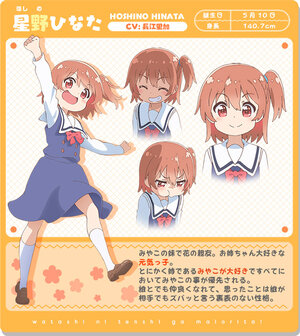 ほし の
星野ひなた
HOSHINO HINATA
CV: 長江里加
誕生日 5月10日
身長 140.7cm
みやこの妹で花の親友。お姉ちゃん大好きな
元気っ子。
とにかく姉であるみやこが大好きですべてに
おいてみやこの事が優先される。
娘とでも仲良くなれて、思ったことは娘が
相手でもズバッと言う裏表のない性格。
watashi ni tenshi ga maiorita!